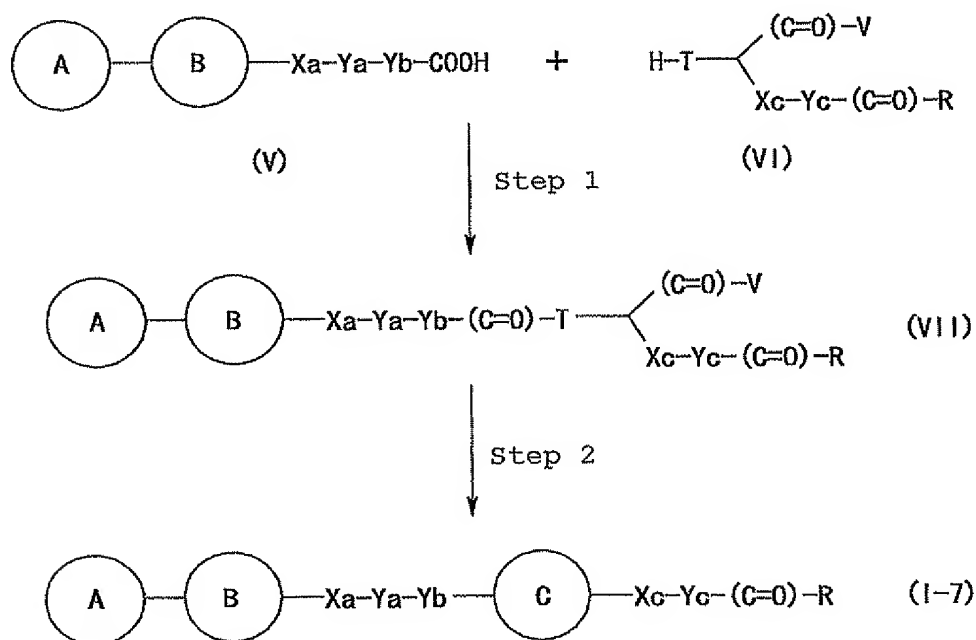 A B -Xa-Ya-Yb-COOH + H-T (C=O)-V
Xc-Yc-(C=O)-R
(V) (VI)
Step 1
A B -Xa-Ya-Yb-(C=O)-T (C=O)-V
Xc-Yc-(C=O)-R (VII)
Step 2
A B -Xa-Ya-Yb C Xc-Yc-(C=O)-R (I-7)